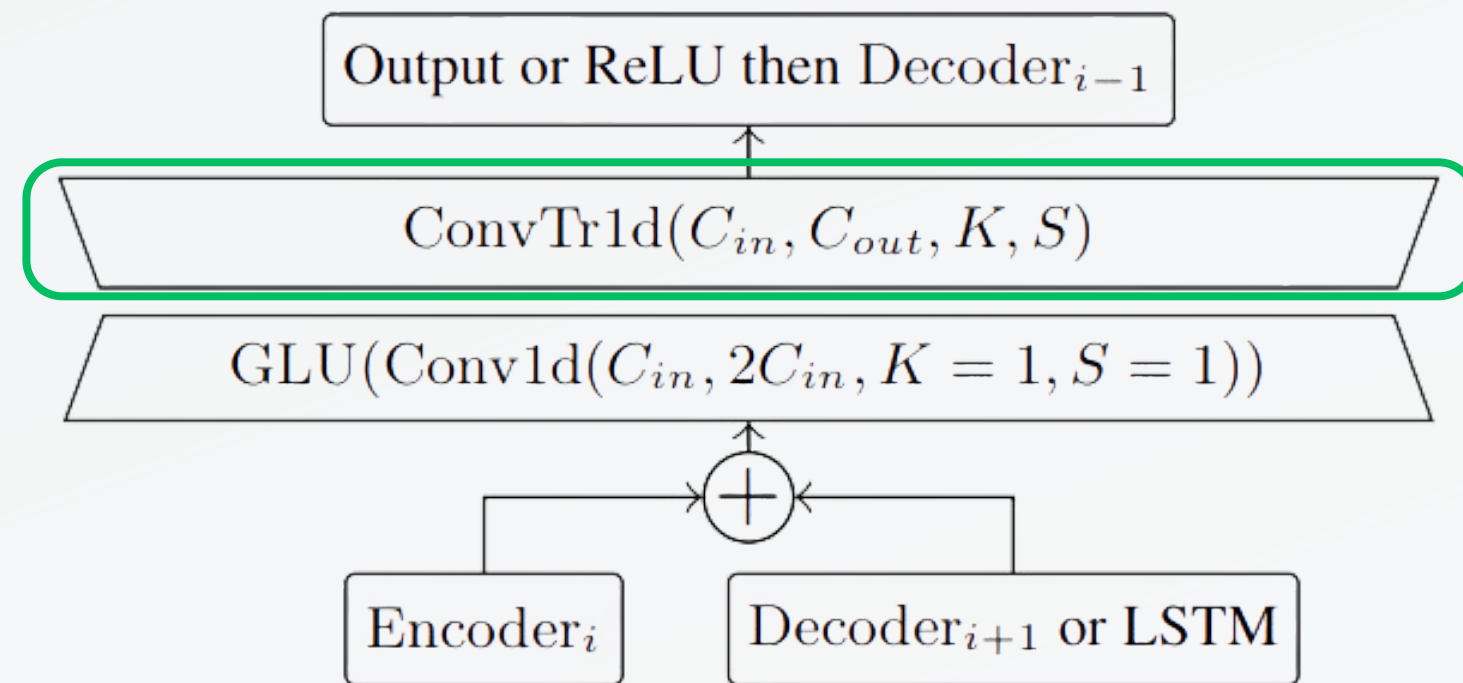 Output or ReLU then Decoder_{i−1}
ConvTr1d(C_{in}, C_{out}, K, S)
GLU(Conv1d(C_{in}, 2C_{in}, K = 1, S = 1))
+
Encoder_i
Decoder_{i+1} or LSTM